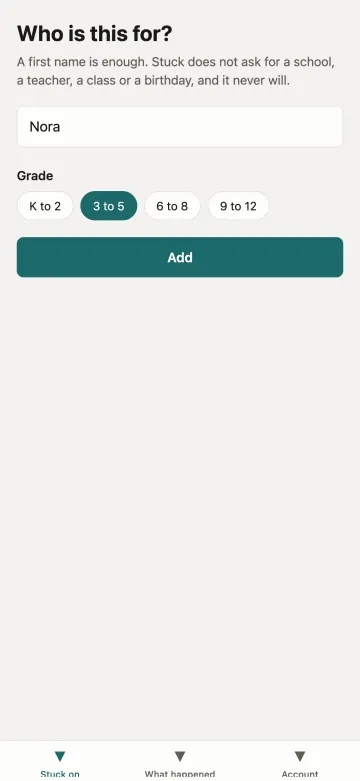 Who is this for?
A first name is enough. Stuck does not ask for a school,
a teacher, a class or a birthday, and it never will.
Nora
Grade
K to 2
3 to 5
6 to 8
9 to 12
Add
Stuck on
What happened
Account